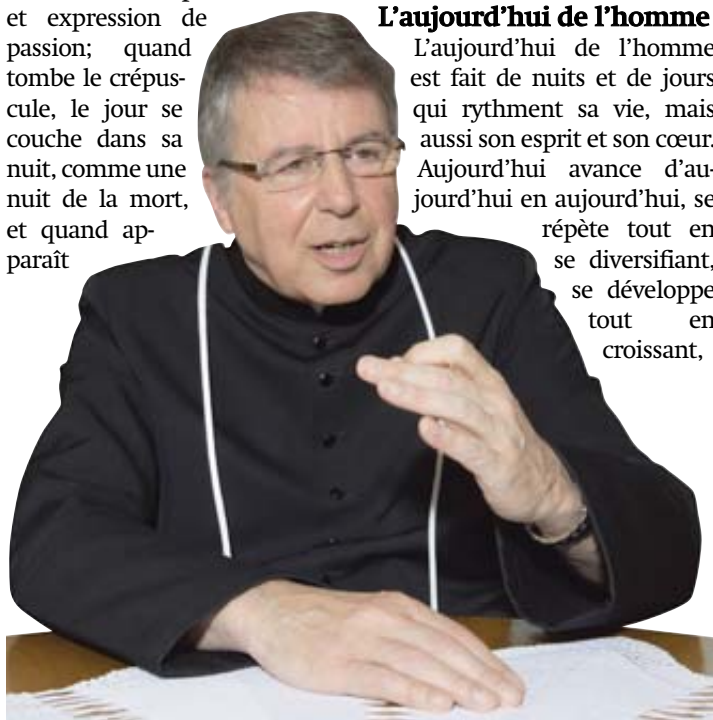 et expression de
passion; quand
tombe le crépus-
cule, le jour se
couche dans sa
nuit, comme une
nuit de la mort,
et quand ap-
paraît
L'aujourd'hui de l'homme
L'aujourd'hui de l'homme
est fait de nuits et de jours
qui rythment sa vie, mais
aussi son esprit et son cœur.
Aujourd'hui avance d'au-
jourd'hui en aujourd'hui, se
répète tout en
se diversifiant,
se développe
tout en
croissant,